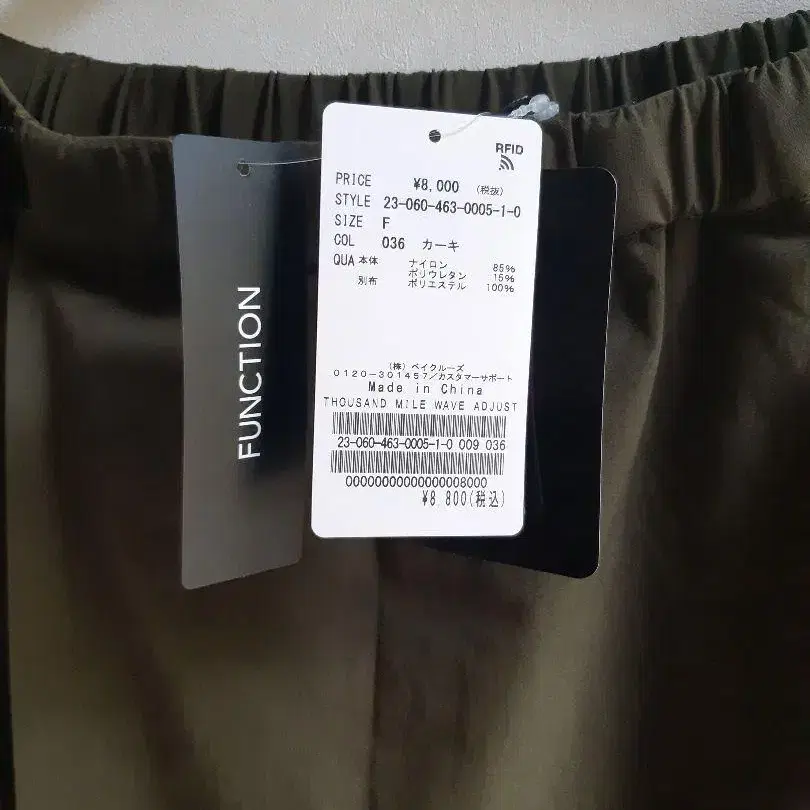 FUNCTION
RFID
PRICE ¥8,000 (税抜)
STYLE 23-060-463-0005-1-0
SIZE F
COL 036 カーキ
QUA 本体 ナイロン 85%
ポリウレタン 15%
別布 ポリエステル 100%
(株)ベイクルーズ
0120-301457/カスタマーサポート
Made in China
THOUSAND MILE WAVE ADJUST
23-060-463-0005-1-0 009 036
00000000000000008000
¥8,800(税込)